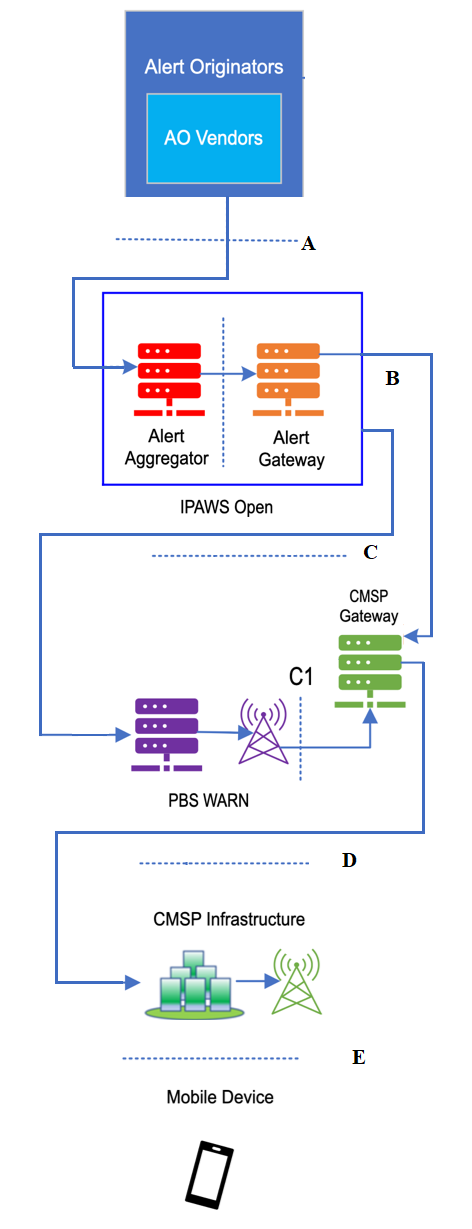 Alert Originators
AO Vendors
A
B
Alert
Aggregator
Alert
Gateway
IPAWS Open
C
CMSP
Gateway
C1
PBS WARN
D
CMSP Infrastructure
E
Mobile Device